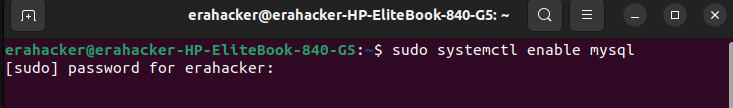 erahacker@erahacker-HP-EliteBook-840-G5: ~
erahacker@erahacker-HP-EliteBook-840-G5:~$ sudo systemctl enable mysql
[sudo] password for erahacker: